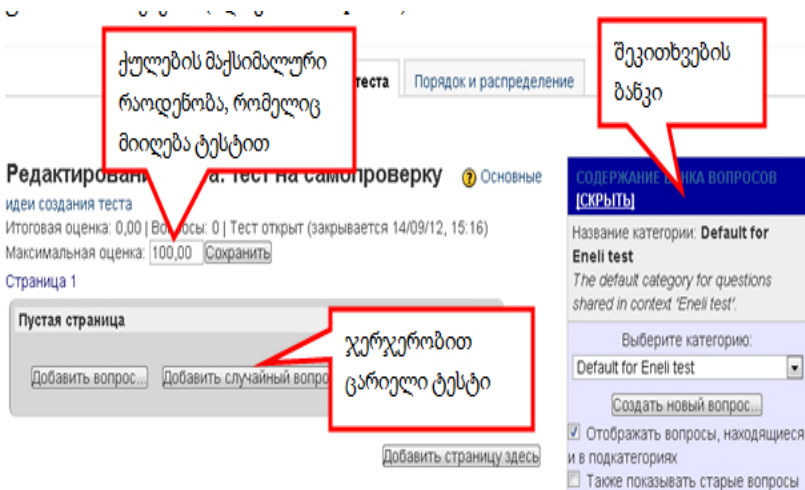 ქულების მაქსიმალური
რაოდენობა, რომელიც
მიიღება ტესტით
შეკითხვების
ბანკი
теста
Порядок и распределение
Редактирован а: тест на самопроверку
Основные
идеи создания теста
Итоговая оценка: 0,00 | Вопросы: 0 | Тест открыт (закрывается 14/09/12, 15:16)
Максимальная оценка: 100,00 Сохранить
Страница 1
Пустая страница
Добавить вопрос... Добавить случайный вопро
ჯერჯერობით
ცარიელი ტესტი
Добавить страницу здесь
СОДЕРЖАНИЕ БАНКА ВОПРОСОВ
[СКРЫТЬ]
Название категории: Default for
Eneli test
The default category for questions
shared in context 'Eneli test'.
Выберите категорию:
Default for Eneli test
Создать новый вопрос...
Отображать вопросы, находящиеся
и в подкатегориях
Также показывать старые вопросы